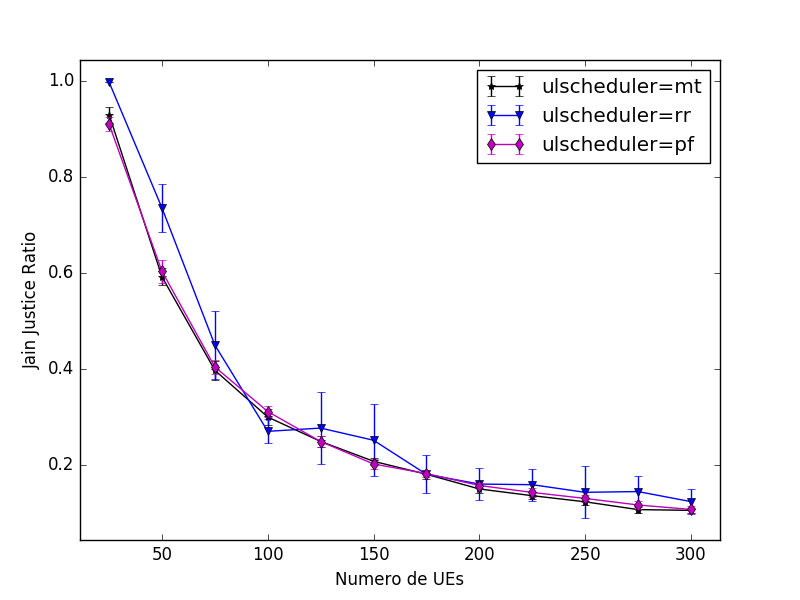 ulscheduler=mt
ulscheduler=rr
ulscheduler=pf
1.0
0.8
0.6
0.4
0.2
Jain Justice Ratio
50 100 150 200 250 300
Numero de UEs